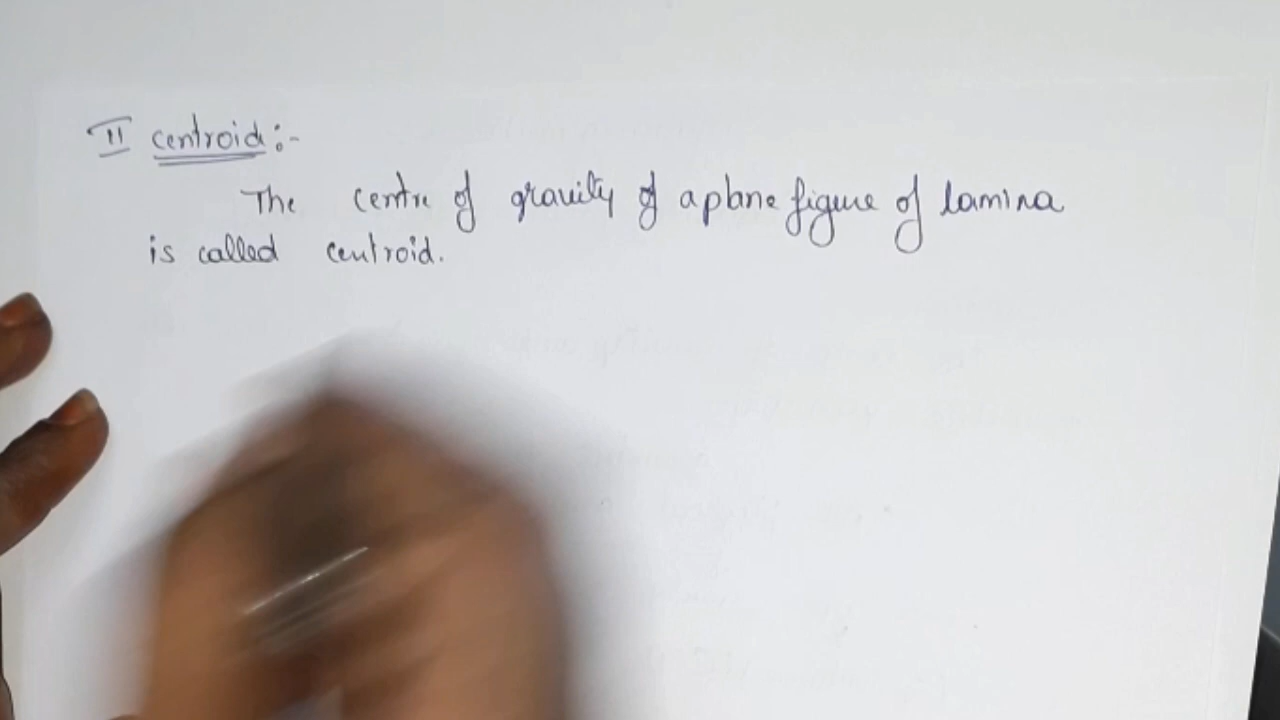 II centroid:-
The centre of gravity of a plane figure of lamina
is called centroid.